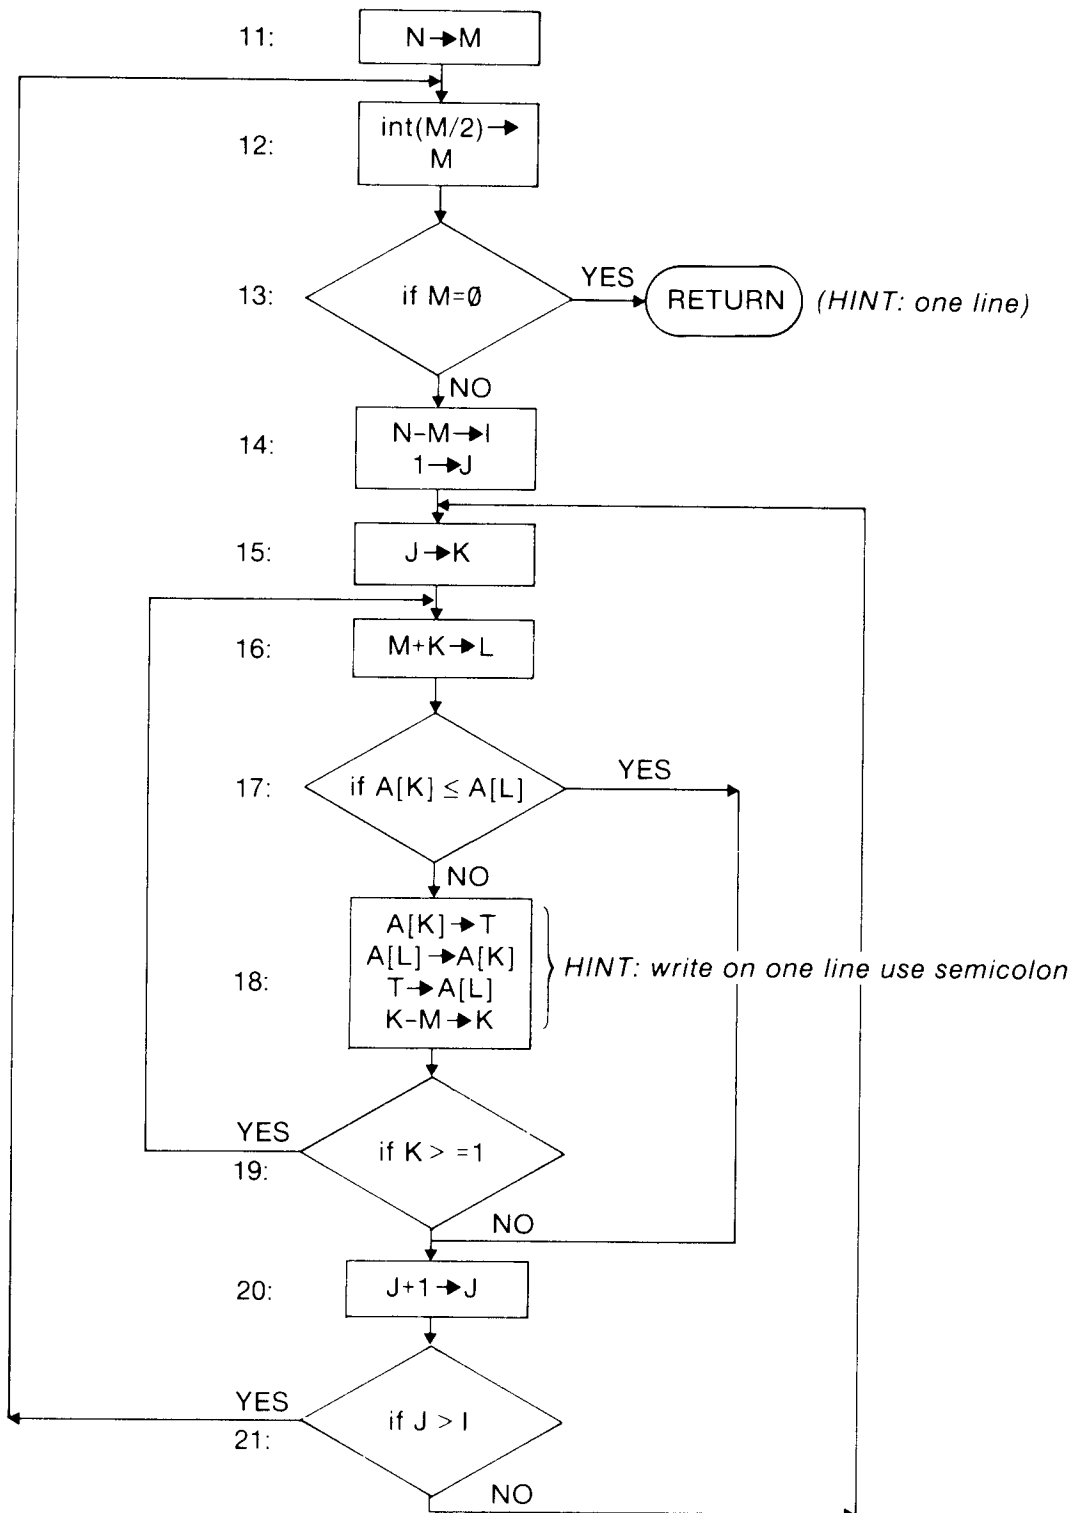 11:
N→M
12:
int(M/2)→
M
13:
if M=Ø
YES
RETURN
(HINT: one line)
NO
14:
N-M→I
1→J
15:
J→K
16:
M+K→L
17:
if A[K] ≤ A[L]
YES
NO
18:
A[K]→T
A[L]→A[K]
T→A[L]
K-M→K
HINT: write on one line use semicolon
YES
19:
if K> =1
NO
20:
J+1→J
YES
21:
if J > I
NO